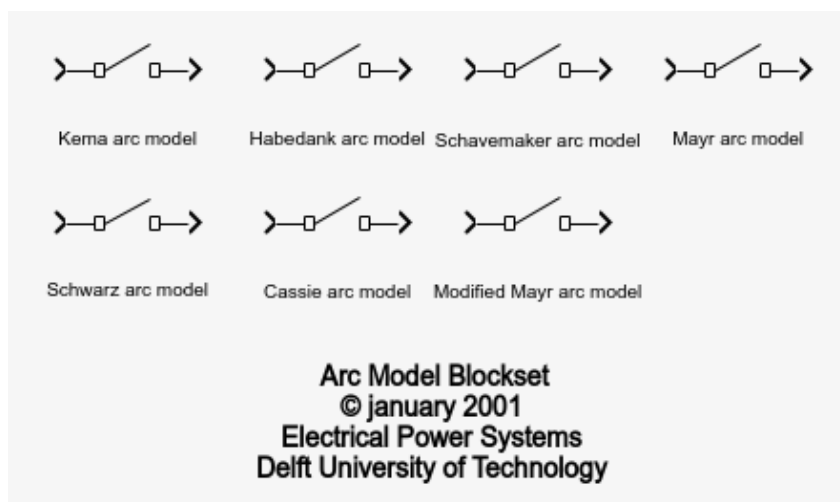 Kema arc model
Habedank arc model
Schavemaker arc model
Mayr arc model
Schwarz arc model
Cassie arc model
Modified Mayr arc model
Arc Model Blockset
© january 2001
Electrical Power Systems
Delft University of Technology